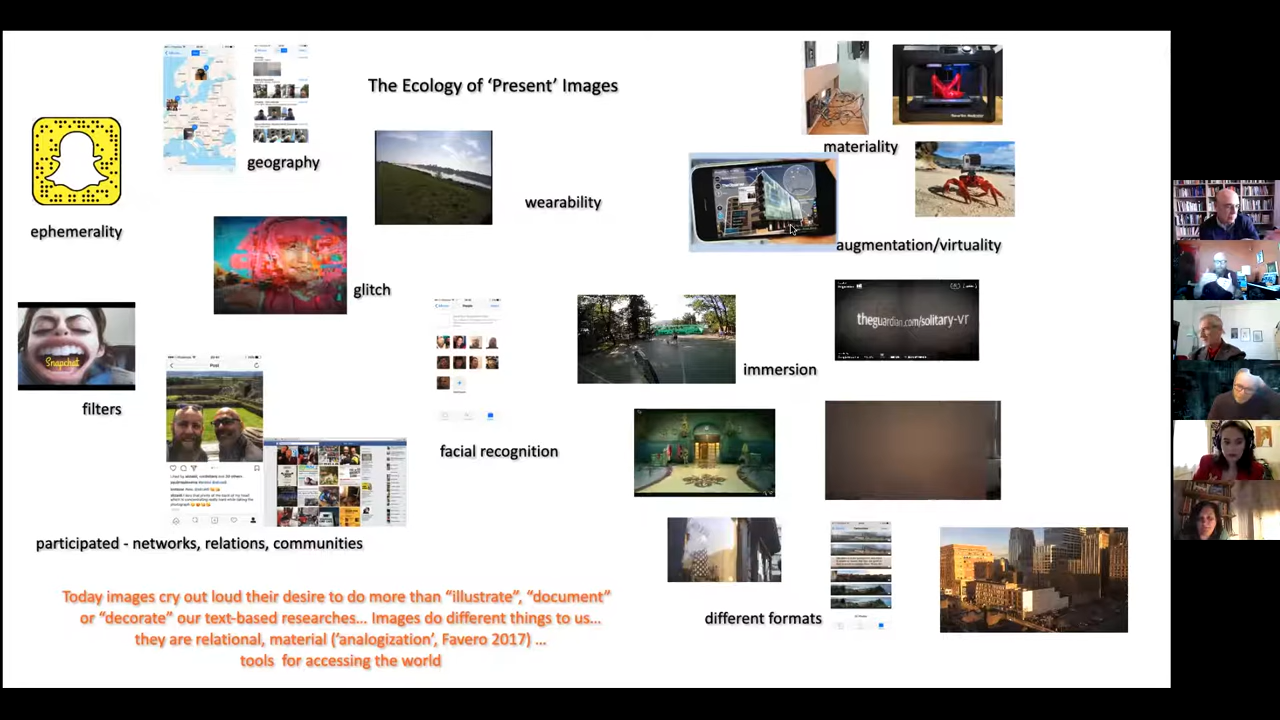 The Ecology of ‘Present’ Images
geography
materiality
wearability
ephemerality
augmentation/virtuality
glitch
theguardian.com/solitary-vr
Snapchat
immersion
filters
Post
People
facial recognition
participated - networks, relations, communities
different formats
Today images cry out loud their desire to do more than “illustrate”, “document”
or “decorate” our text-based researches... Images do different things to us...
they are relational, material (‘analogization’, Favero 2017) ...
tools for accessing the world